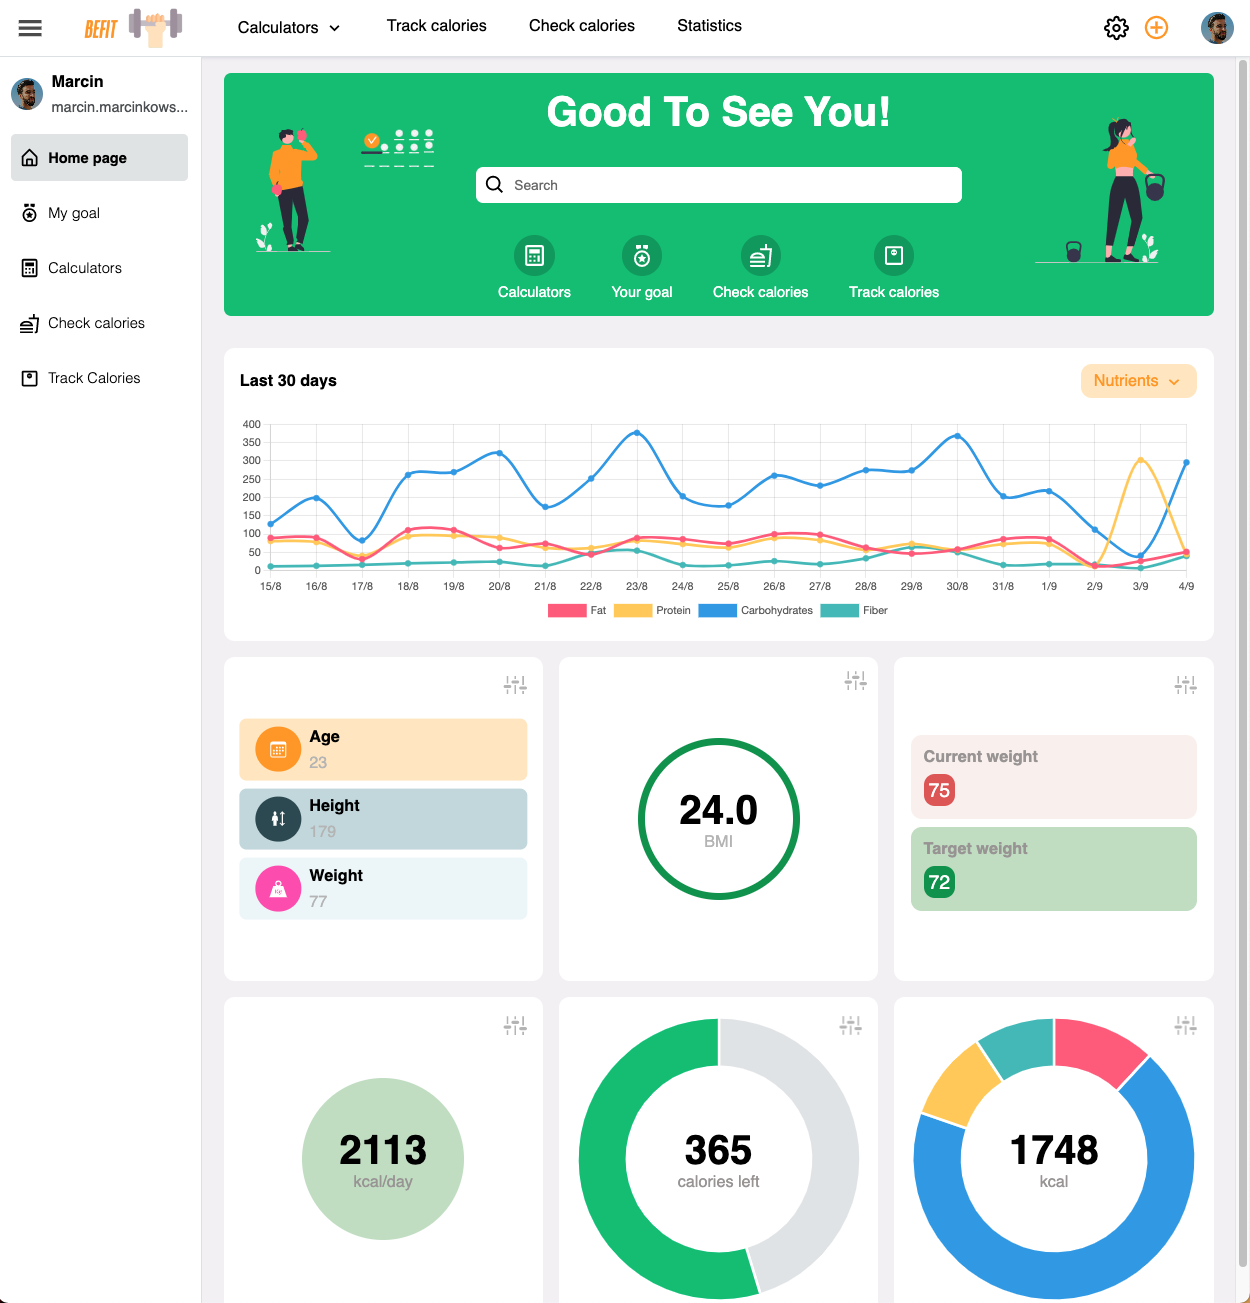 BEFIT
Calculators
Track calories
Check calories
Statistics
Marcin
marcin.marcinkows...
Home page
My goal
Calculators
Check calories
Track Calories
Good To See You!
Search
Calculators
Your goal
Check calories
Track calories
Last 30 days
Nutrients
400
350
300
250
200
150
100
50
0
15/8 16/8 17/8 18/8 19/8 20/8 21/8 22/8 23/8 24/8 25/8 26/8 27/8 28/8 29/8 30/8 31/8 1/9 2/9 3/9 4/9
Fat Protein Carbohydrates Fiber
Age
23
Height
179
Weight
77
24.0
BMI
Current weight
75
Target weight
72
2113
kcal/day
365
calories left
1748
kcal